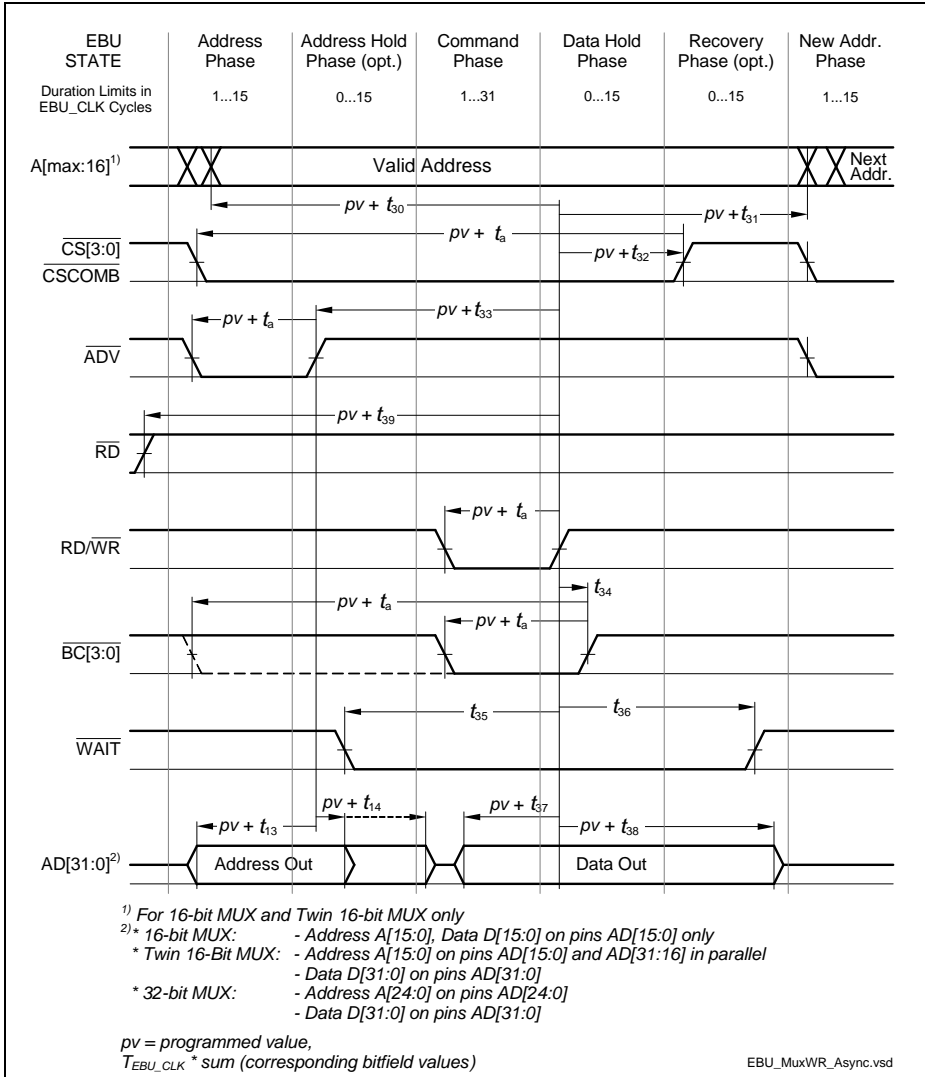 EBU STATE
Address Phase
Address Hold Phase (opt.)
Command Phase
Data Hold Phase
Recovery Phase (opt.)
New Addr. Phase
Duration Limits in EBU_CLK Cycles
1...15
0...15
1...31
0...15
0...15
1...15
A[max:16]1)
Valid Address
Next Addr.
pv + t30
pv + t31
CS[3:0]
CSCOMB
pv + ta
pv + t32
ADV
pv + ta
pv + t33
RD
pv + t39
RD/WR
pv + ta
t34
BC[3:0]
pv + ta
pv + ta
WAIT
t35
t36
AD[31:0]2)
pv + t13
pv + t14
pv + t37
pv + t38
Address Out
Data Out
1) For 16-bit MUX and Twin 16-bit MUX only
2)* 16-bit MUX: - Address A[15:0], Data D[15:0] on pins AD[15:0] only
* Twin 16-Bit MUX: - Address A[15:0] on pins AD[15:0] and AD[31:16] in parallel
- Data D[31:0] on pins AD[31:0]
* 32-bit MUX: - Address A[24:0] on pins AD[24:0]
- Data D[31:0] on pins AD[31:0]
pv = programmed value,
TEBU_CLK * sum (corresponding bitfield values)
EBU_MuxWR_Async.vsd